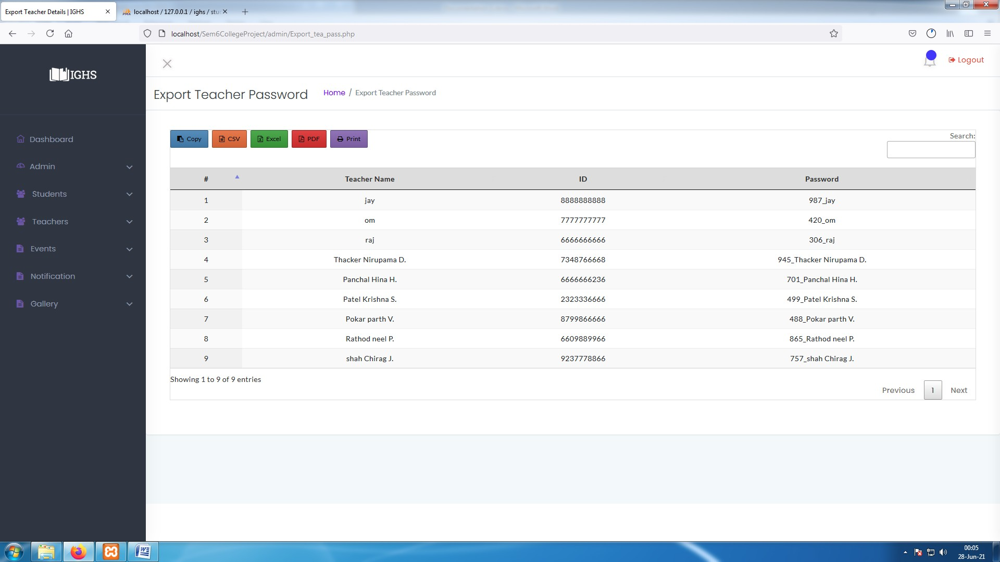 Export Teacher Details | IGHS
localhost / 127.0.0.1 / ighs / stu
localhost/Sem6CollegeProject/admin/Export_tea_pass.php
IGHS
Logout
Export Teacher Password
Home / Export Teacher Password
Dashboard
Admin
Students
Teachers
Events
Notification
Gallery
Copy CSV Excel PDF Print
Search:
# Teacher Name ID Password
1 jay 8888888888 987_jay
2 om 7777777777 420_om
3 raj 6666666666 306_raj
4 Thacker Nirupama D. 7348766668 945_Thacker Nirupama D.
5 Panchal Hina H. 6666666236 701_Panchal Hina H.
6 Patel Krishna S. 2323336666 499_Patel Krishna S.
7 Pokar parth V. 8799866666 488_Pokar parth V.
8 Rathod neel P. 6609889966 865_Rathod neel P.
9 shah Chirag J. 9237778866 757_shah Chirag J.
Showing 1 to 9 of 9 entries
Previous 1 Next
00:05
28-Jun-21